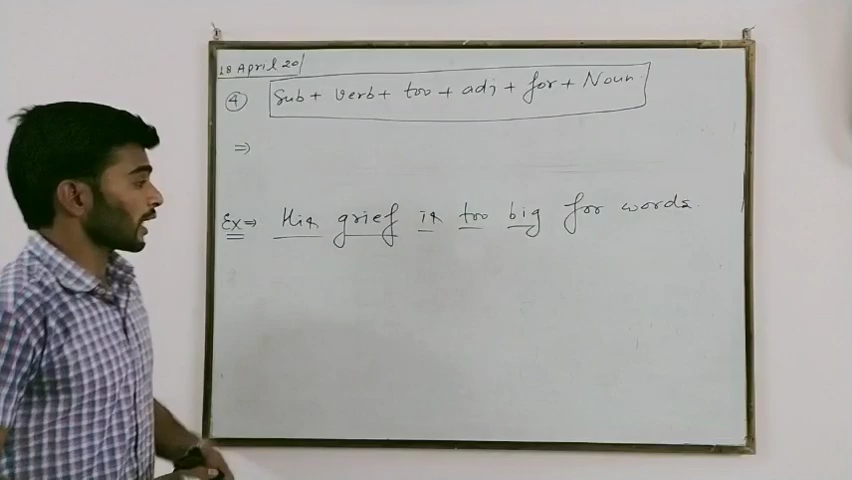 18 April 20
④ Sub + verb + too + adj + for + Noun.
⇒
Ex ⇒ His grief is too big for words.